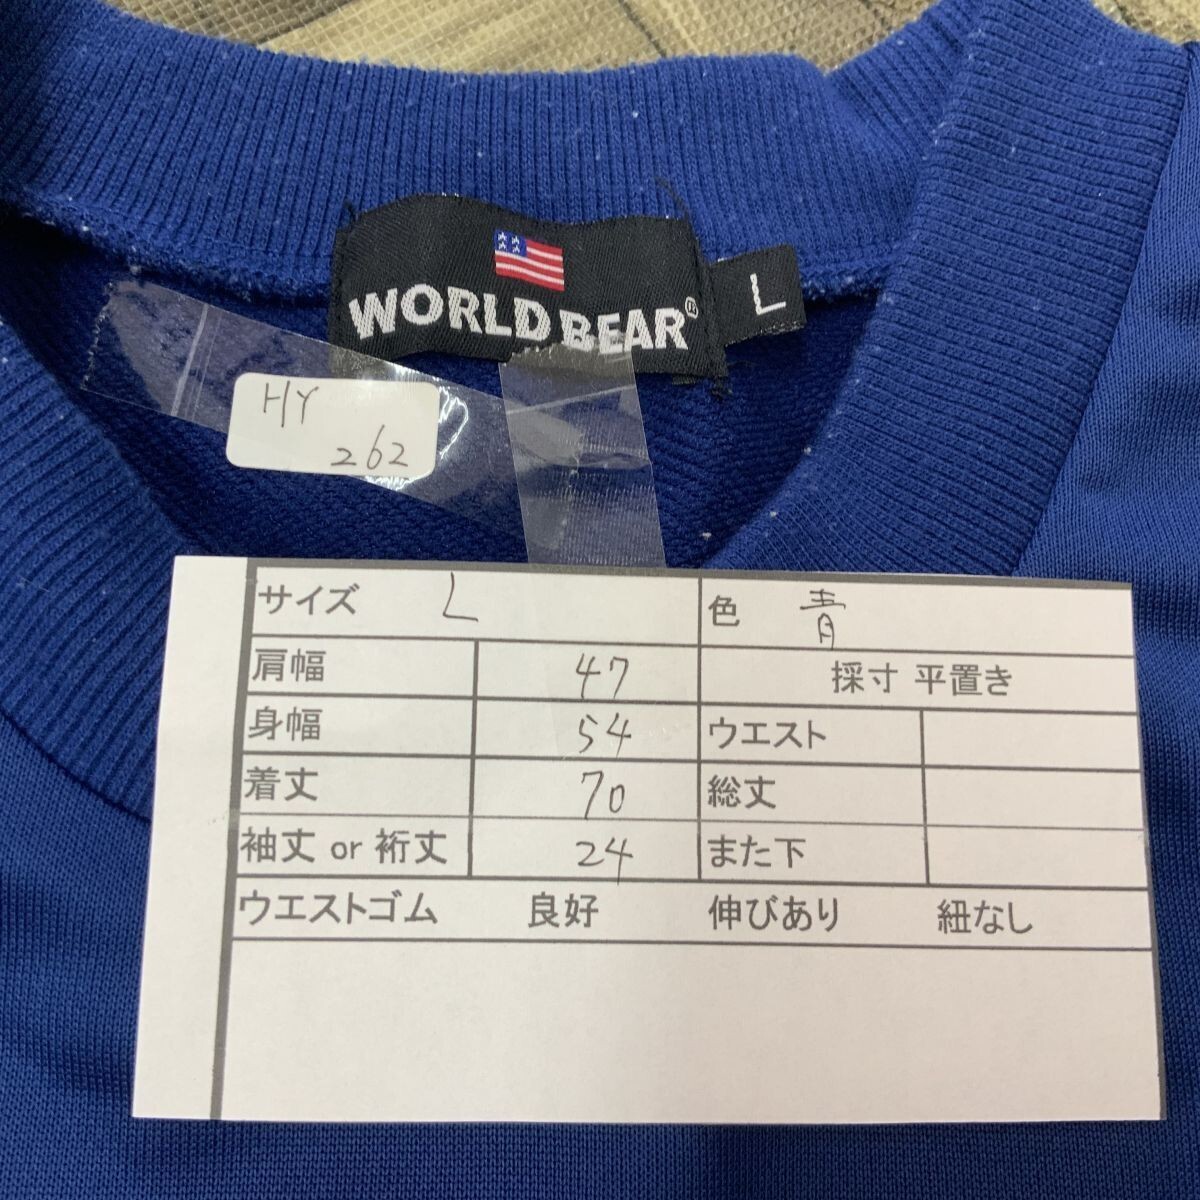 WORLD BEAR®
L
HY
262
サイズ L 色 青
肩幅 47 採寸 平置き
身幅 54 ウエスト
着丈 70 総丈
袖丈 or 裄丈 24 また下
ウエストゴム 良好 伸びあり 紐なし